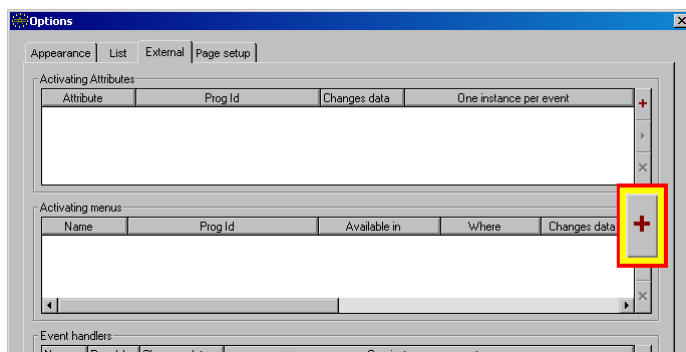 Options
Appearance List External Page setup
Activating Attributes
Attribute Prog Id Changes data One instance per event
Activating menus
Name Prog Id Available in Where Changes data
Event handlers